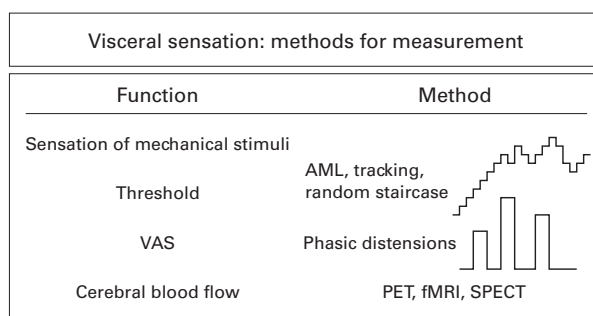 Visceral sensation: methods for measurement
Function Method
Sensation of mechanical stimuli
AML, tracking,
Threshold random staircase
VAS Phasic distensions
Cerebral blood flow PET, fMRI, SPECT